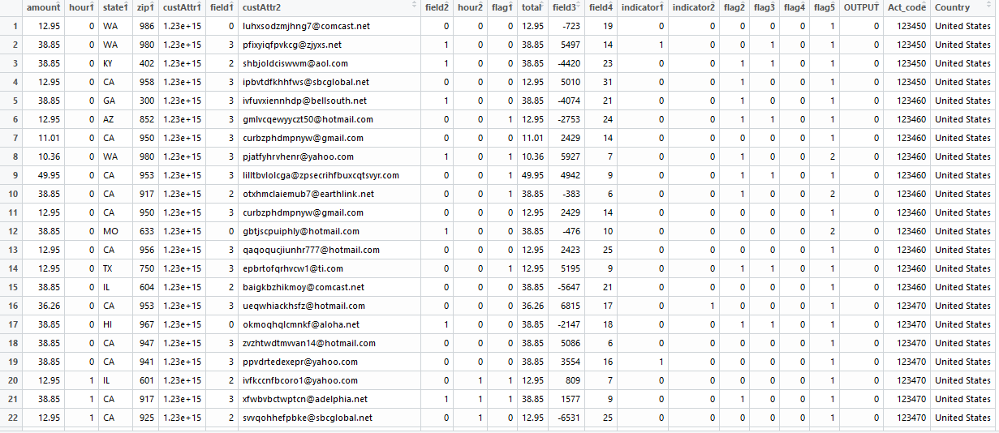 amount hour1 state1 zip1 custAttr1 field1 custAttr2 field2 hour2 flag1 total field3 field4 indicator1 indicator2 flag2 flag3 flag4 flag5 OUTPUT Act_code Country
1 12.95 0 WA 986 1.23e+15 0 luhxsodzmjhng7@comcast.net 0 0 0 12.95 -723 19 0 0 0 0 0 1 0 123450 United States
2 38.85 0 WA 980 1.23e+15 3 pfixyiqfpvkcg@zjyxs.net 1 0 0 38.85 5497 14 1 0 0 1 0 1 0 123450 United States
3 38.85 0 KY 402 1.23e+15 2 shbjoldciswwm@aol.com 1 0 0 38.85 -4420 23 0 0 1 1 0 1 0 123450 United States
4 12.95 0 CA 958 1.23e+15 3 ipbvtdfkhhfws@sbcglobal.net 0 0 0 12.95 5010 31 0 0 1 0 0 1 0 123450 United States
5 38.85 0 GA 300 1.23e+15 3 ivfuvxiennhdp@bellsouth.net 1 0 0 38.85 -4074 21 0 0 1 0 0 1 0 123460 United States
6 12.95 0 AZ 852 1.23e+15 3 gmlvcqewyyczt50@hotmail.com 0 0 1 12.95 -2753 24 0 0 1 1 0 1 0 123460 United States
7 11.01 0 CA 950 1.23e+15 3 curbzphdmpnyw@gmail.com 0 0 0 11.01 2429 14 0 0 0 0 0 1 0 123460 United States
8 10.36 0 WA 980 1.23e+15 3 pjatfyhrvhenr@yahoo.com 1 0 1 10.36 5927 7 0 0 1 0 0 2 0 123460 United States
9 49.95 0 CA 953 1.23e+15 3 lilltbvlolcga@zpsecrihfbuxcqtsvyr.com 0 0 1 49.95 4942 9 0 0 1 1 0 1 0 123460 United States
10 38.85 0 CA 917 1.23e+15 2 otxhmclaiemub7@earthlink.net 0 0 1 38.85 -383 6 0 0 1 0 0 2 0 123460 United States
11 12.95 0 CA 950 1.23e+15 3 curbzphdmpnyw@gmail.com 0 0 0 12.95 2429 14 0 0 0 0 0 1 0 123460 United States
12 38.85 0 MO 633 1.23e+15 0 gbtjscpuiphly@hotmail.com 1 0 0 38.85 -476 10 0 0 0 0 0 2 0 123460 United States
13 12.95 0 CA 956 1.23e+15 3 qaqoqucjiunhr777@hotmail.com 0 0 0 12.95 2423 25 0 0 0 0 0 1 0 123460 United States
14 12.95 0 TX 750 1.23e+15 3 epbrtofqrhvcw1@ti.com 0 0 1 12.95 5195 9 0 0 1 1 0 1 0 123460 United States
15 38.85 0 IL 604 1.23e+15 2 baigkbzhikmoy@comcast.net 0 0 0 38.85 -5647 21 0 0 0 0 0 1 0 123460 United States
16 36.26 0 CA 953 1.23e+15 3 ueqwhiackhsfz@hotmail.com 0 0 0 36.26 6815 17 0 1 0 0 0 1 0 123470 United States
17 38.85 0 HI 967 1.23e+15 0 okmoqhqlcmnkf@aloha.net 1 0 0 38.85 -2147 18 0 0 1 1 0 1 0 123470 United States
18 38.85 0 CA 947 1.23e+15 3 zvzhtwdtmvvan14@hotmail.com 0 0 0 38.85 5086 6 0 0 0 0 0 1 0 123470 United States
19 38.85 0 CA 941 1.23e+15 3 ppvdrtedexepr@yahoo.com 0 0 0 38.85 3554 16 1 0 0 0 0 1 0 123470 United States
20 12.95 1 IL 601 1.23e+15 2 ivfkccnfbcoro1@yahoo.com 0 1 1 12.95 809 7 0 0 0 0 0 1 0 123470 United States
21 38.85 1 CA 917 1.23e+15 3 xfwbvbctwptcn@adelphia.net 1 1 1 38.85 1577 9 0 0 1 0 0 1 0 123470 United States
22 12.95 1 CA 925 1.23e+15 2 svvqohhefpbke@sbcglobal.net 0 1 0 12.95 -6531 25 0 0 0 0 0 1 0 123470 United States